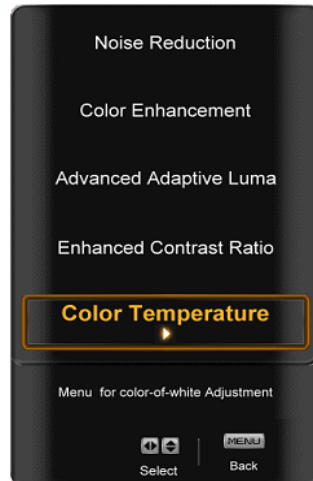 Noise Reduction
Color Enhancement
Advanced Adaptive Luma
Enhanced Contrast Ratio
Color Temperature
Menu for color-of-white Adjustment
MENU
Select Back